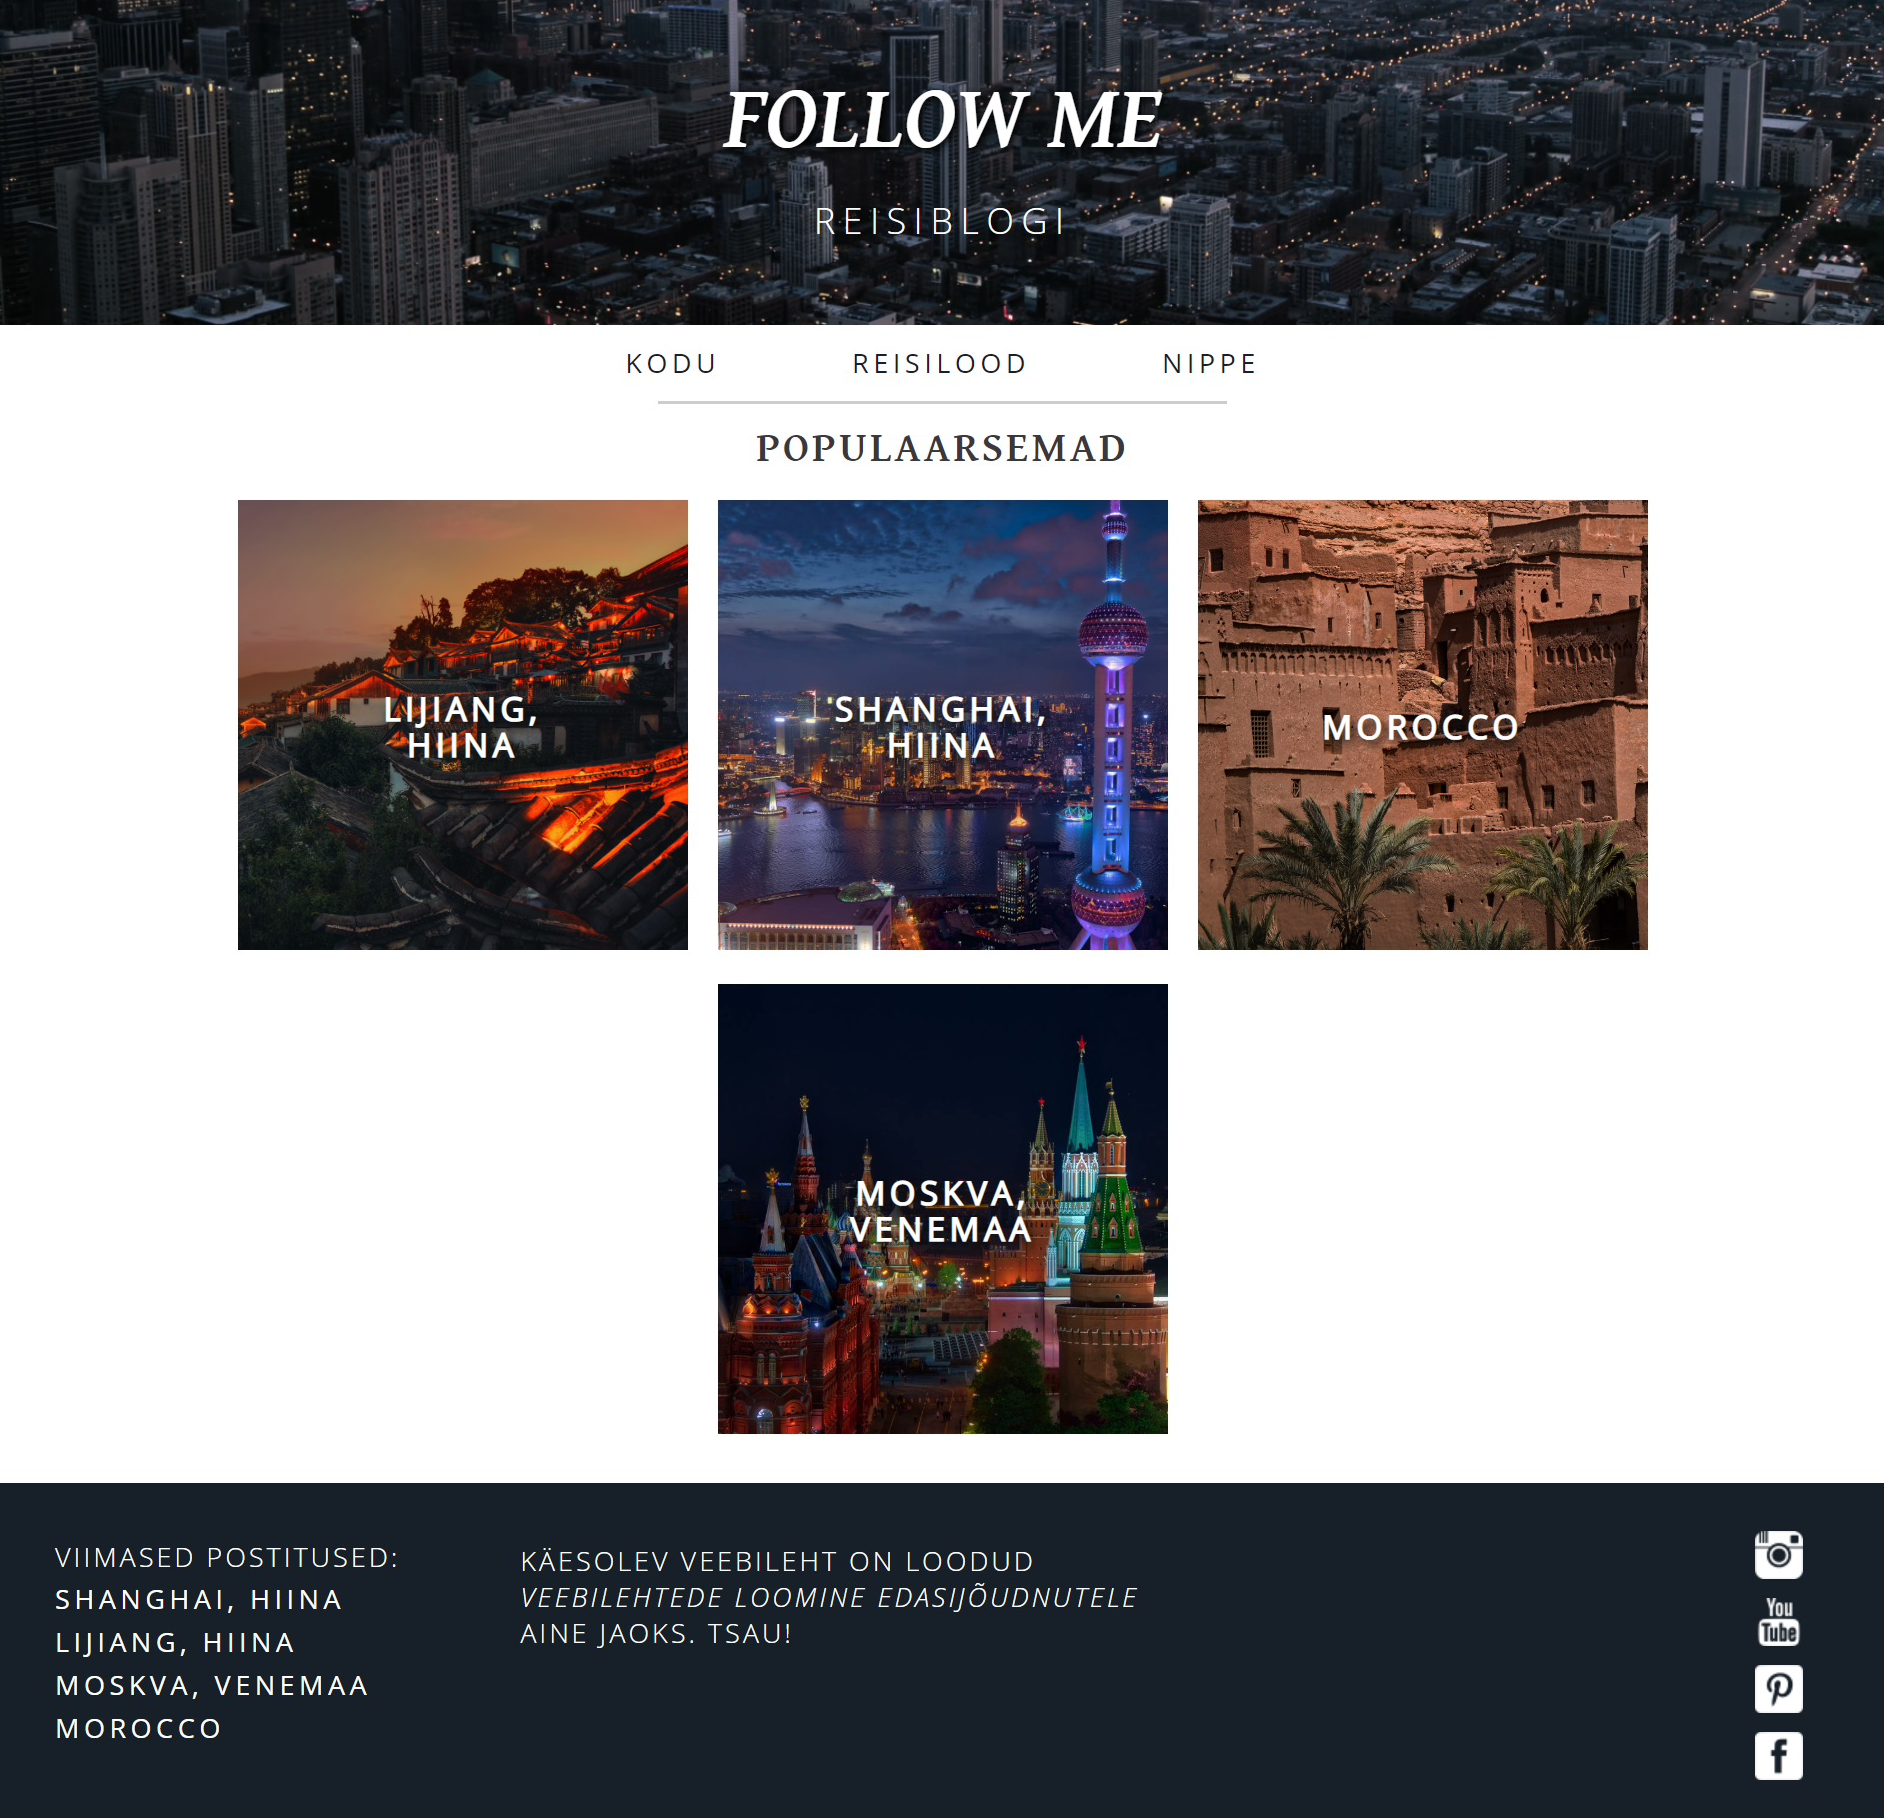 FOLLOW ME
REISIBLOGI
KODU REISILOOD NIPPE
POPULAARSEMAD
LIJIANG,
HIINA
SHANGHAI,
HIINA
MOROCCO
MOSKVA,
VENEMAA
VIIMASED POSTITUSED:
SHANGHAI, HIINA
LIJIANG, HIINA
MOSKVA, VENEMAA
MOROCCO
KÄESOLEV VEEBILEHT ON LOODUD
VEEBILEHTEDE LOOMINE EDASIJÕUDNUTELE
AINE JAOKS. TSAU!
You
Tube